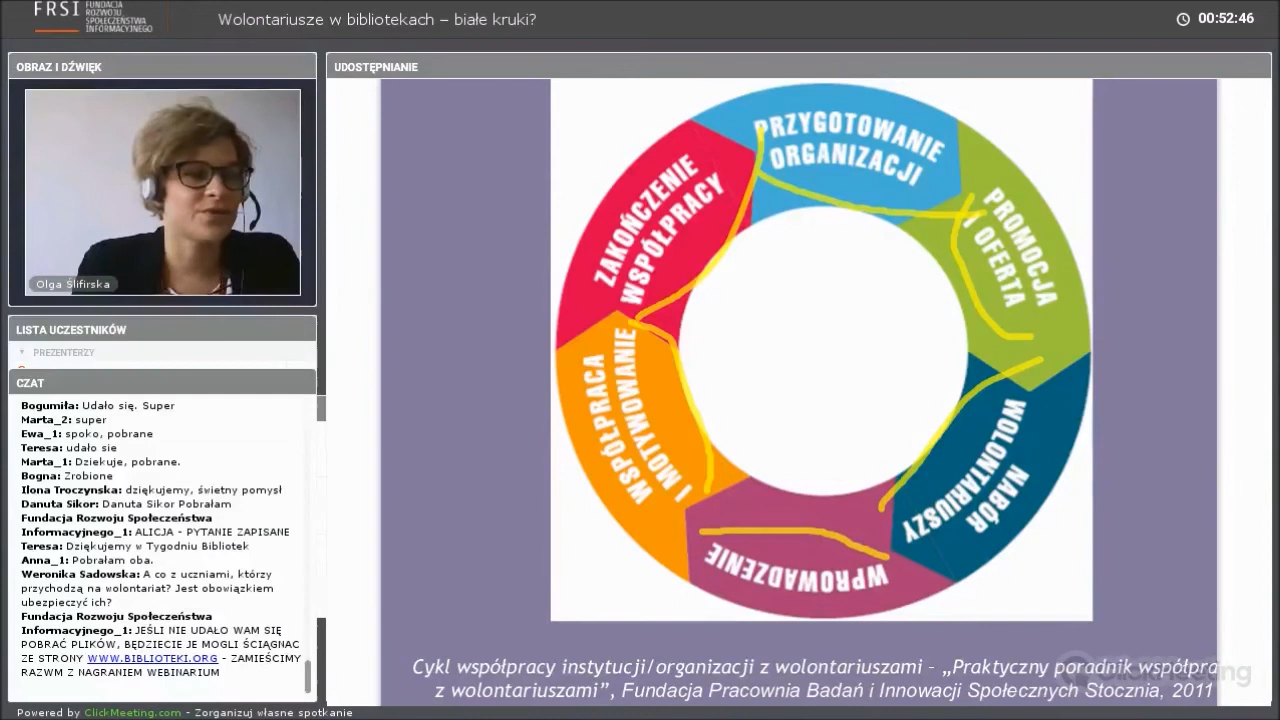 FRSI
FUNDACJA
ROZWOJU
SPOŁECZEŃSTWA
INFORMACYJNEGO
Wolontariusze w bibliotekach – białe kruki?
00:52:46
OBRAZ I DŹWIĘK
Olga Ślifirska
LISTA UCZESTNIKÓW
PREZENTERZY
CZAT
Bogumiła: Udało się. Super
Marta_2: super
Ewa_1: spoko, pobrane
Teresa: udało sie
Marta_1: Dziekuje, pobrane.
Bogna: Zrobione
Ilona Troczynska: dziękujemy, świetny pomysł
Danuta Sikor: Danuta Sikor Pobrałam
Fundacja Rozwoju Społeczeństwa
Informacyjnego_1: ALICJA - PYTANIE ZAPISANE
Teresa: Dziękujemy w Tygodniu Bibliotek
Anna_1: Pobrałam oba.
Weronika Sadowska: A co z uczniami, którzy
przychodzą na wolontariat? Jest obowiązkiem
ubezpieczyć ich?
Fundacja Rozwoju Społeczeństwa
Informacyjnego_1: JEŚLI NIE UDAŁO WAM SIĘ
POBRAĆ PLIKÓW, BĘDZIECIE JE MOGLI ŚCIĄGNAC
ZE STRONY WWW.BIBLIOTEKI.ORG - ZAMIEŚCIMY
RAZWM Z NAGRANIEM WEBINARIUM
UDOSTĘPNIANIE
PRZYGOTOWANIE
ORGANIZACJI
PROMOCJA
I OFERTA
NABÓR
WOLONTARIUSZY
WPROWADZENIE
WSPÓŁPRACA
I MOTYWOWANIE
ZAKOŃCZENIE
WSPÓŁPRACY
Cykl współpracy instytucji/organizacji z wolontariuszami - „Praktyczny poradnik współpra
z wolontariuszami”, Fundacja Pracownia Badań i Innowacji Społecznych Stocznia, 2011
ClickMeeting
Powered by ClickMeeting.com - Zorganizuj własne spotkanie